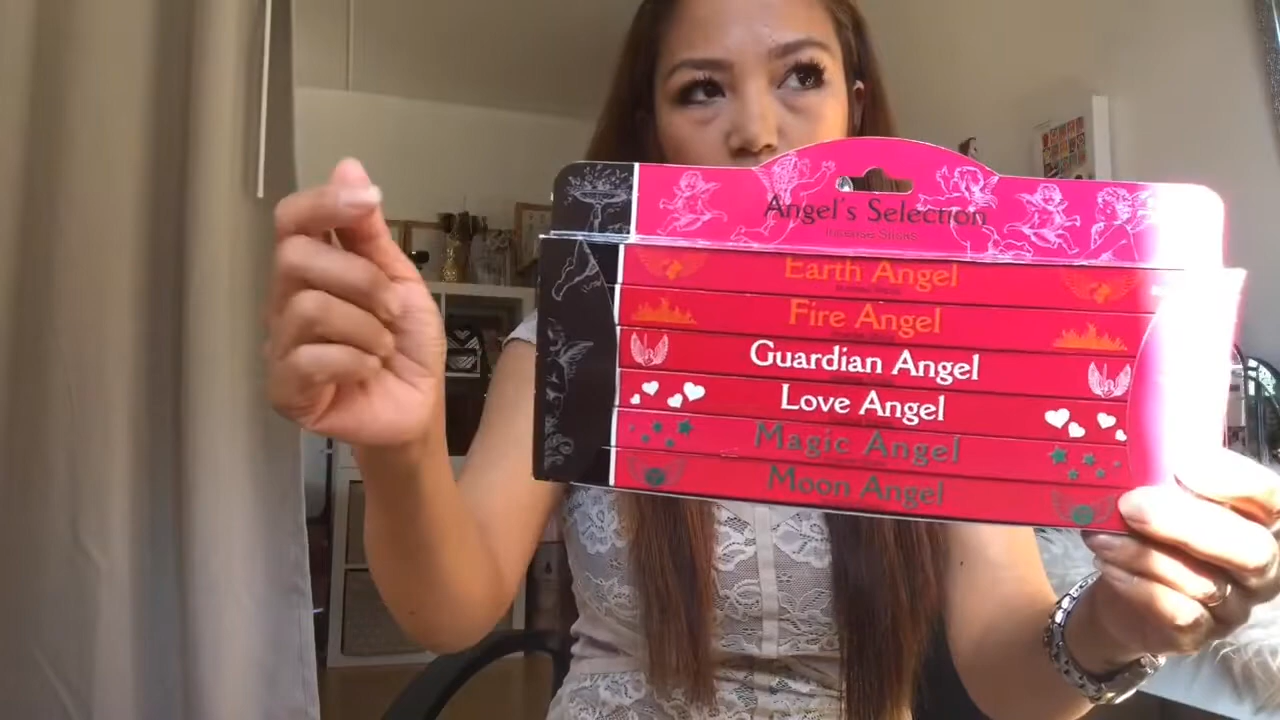 Angel's Selection
Incense Sticks
Earth Angel
Fire Angel
Guardian Angel
Love Angel
Magic Angel
Moon Angel